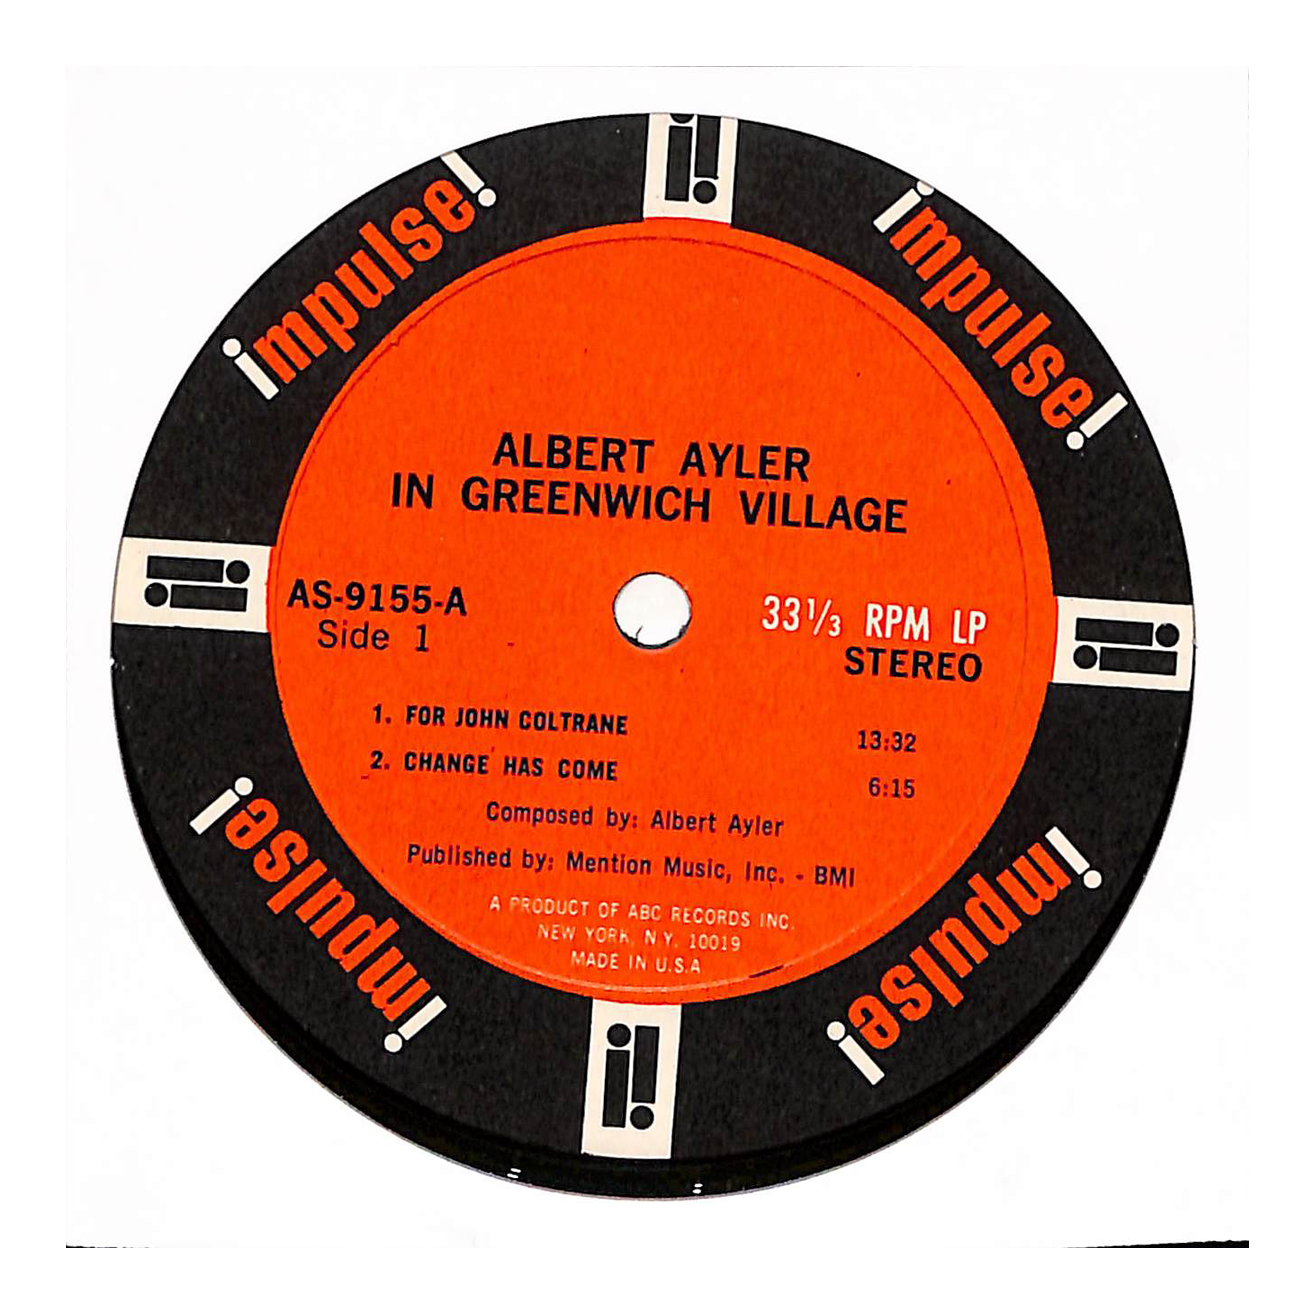 impulse!
impulse!
ALBERT AYLER
IN GREENWICH VILLAGE
AS-9155-A
Side 1
33 1/3 RPM LP
STEREO
1. FOR JOHN COLTRANE 13:32
2. CHANGE HAS COME 6:15
Composed by: Albert Ayler
Published by: Mention Music, Inc. - BMI
A PRODUCT OF ABC RECORDS INC.
NEW YORK, N.Y. 10019
MADE IN U.S.A
impulse!
impulse!